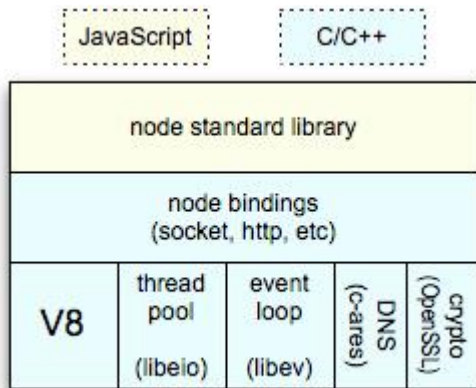 JavaScript
C/C++
node standard library
node bindings
(socket, http, etc)
V8
thread
pool
(libeio)
event
loop
(libev)
DNS
(c-ares)
crypto
(OpenSSL)